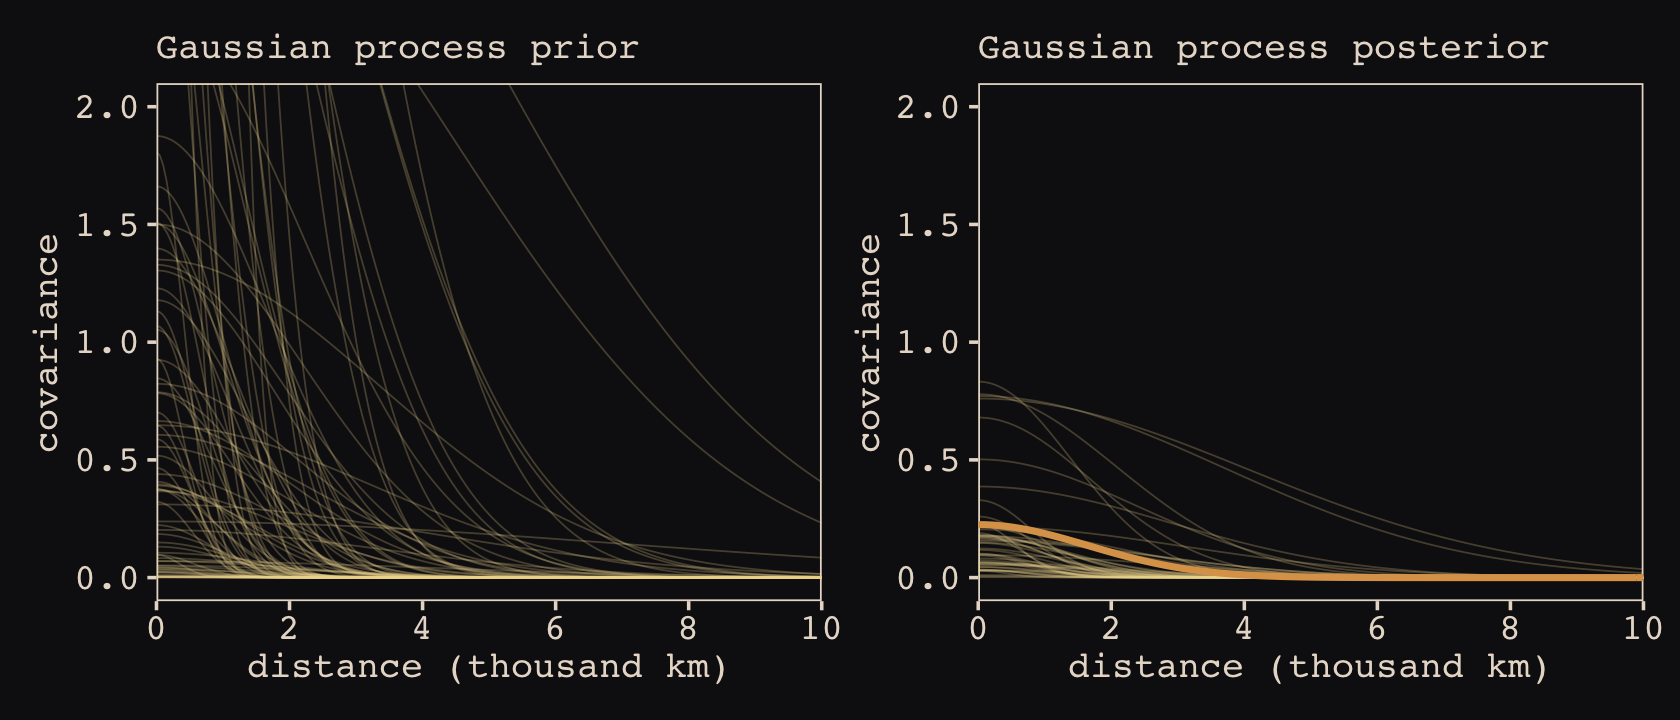 Gaussian process prior
covariance
2.0
1.5
1.0
0.5
0.0
0 2 4 6 8 10
distance (thousand km)
Gaussian process posterior
covariance
2.0
1.5
1.0
0.5
0.0
0 2 4 6 8 10
distance (thousand km)